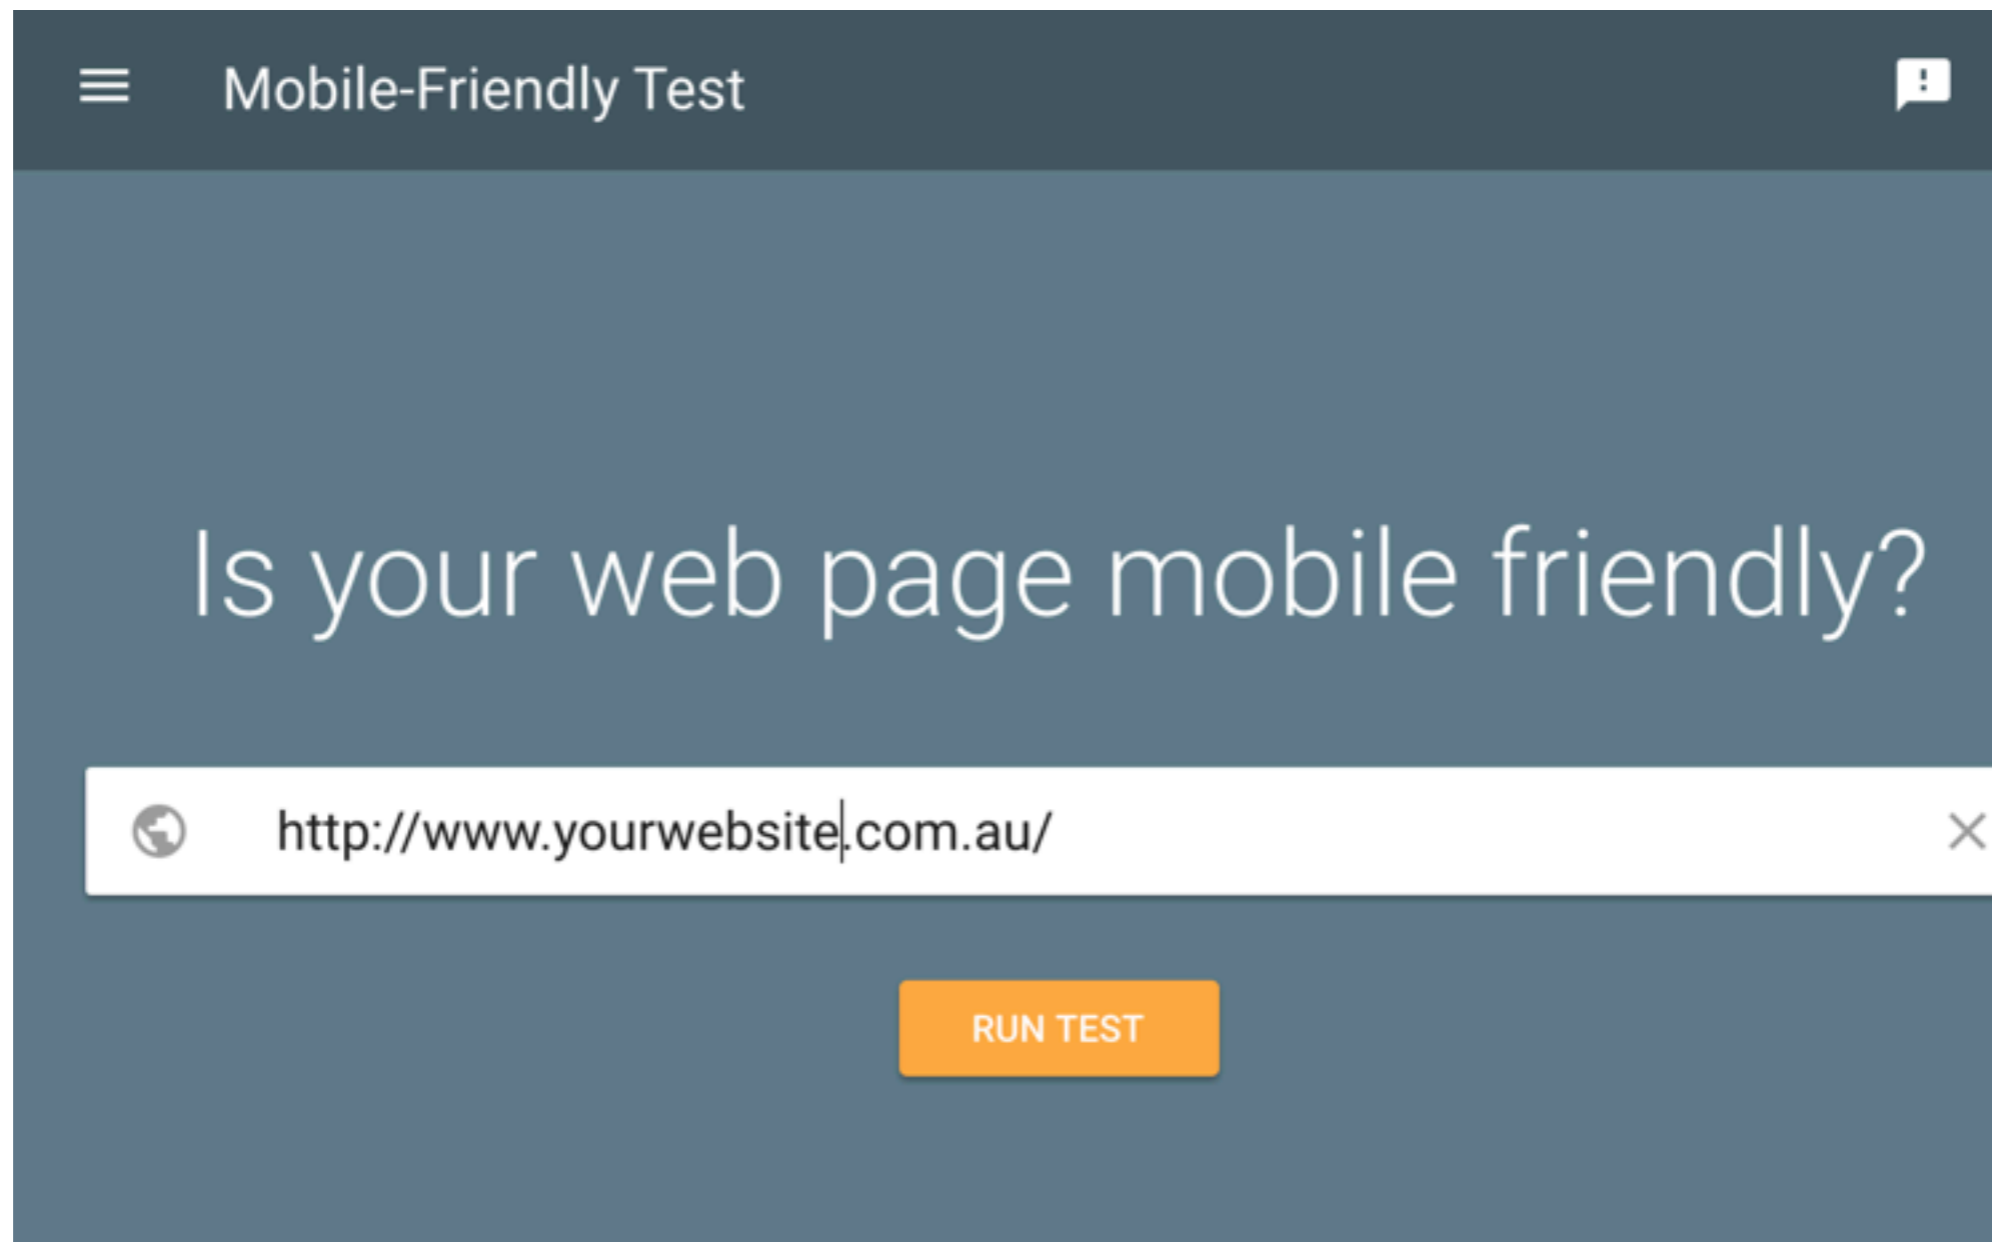 Mobile-Friendly Test
Is your web page mobile friendly?
http://www.yourwebsite.com.au/
RUN TEST